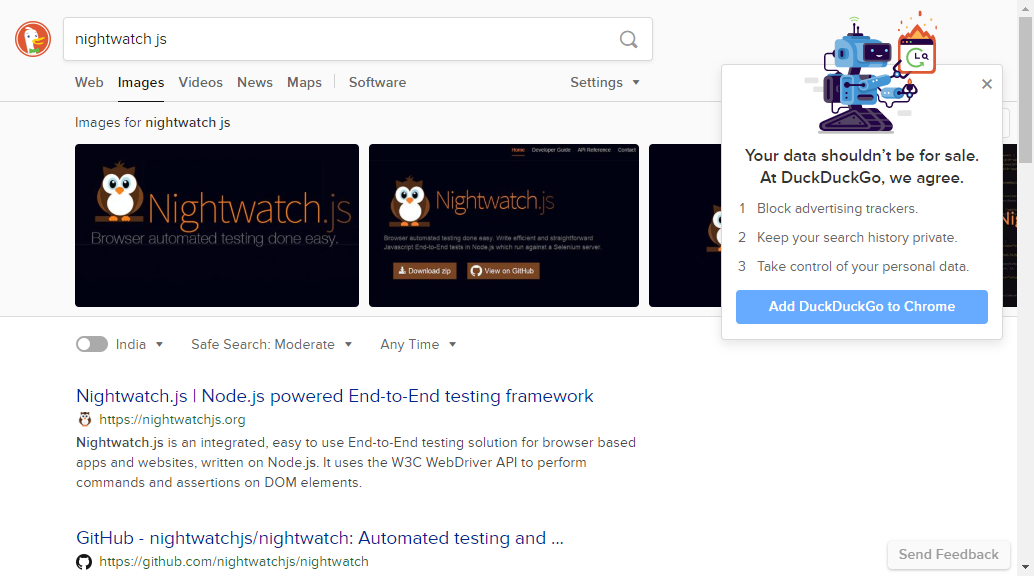 nightwatch js
Web Images Videos News Maps Software Settings
Images for nightwatch js
Nightwatch.js
Browser automated testing done easy.
Home Developer Guide API Reference Contact
Nightwatch.js
Browser automated testing done easy. Write efficient and straightforward
Javascript End-to-End tests in Node.js which run against a Selenium server.
Download zip View on GitHub
Your data shouldn’t be for sale.
At DuckDuckGo, we agree.
1 Block advertising trackers.
2 Keep your search history private.
3 Take control of your personal data.
Add DuckDuckGo to Chrome
India Safe Search: Moderate Any Time
Nightwatch.js | Node.js powered End-to-End testing framework
https://nightwatchjs.org
Nightwatch.js is an integrated, easy to use End-to-End testing solution for browser based
apps and websites, written on Node.js. It uses the W3C WebDriver API to perform
commands and assertions on DOM elements.
GitHub - nightwatchjs/nightwatch: Automated testing and ...
https://github.com/nightwatchjs/nightwatch
Send Feedback